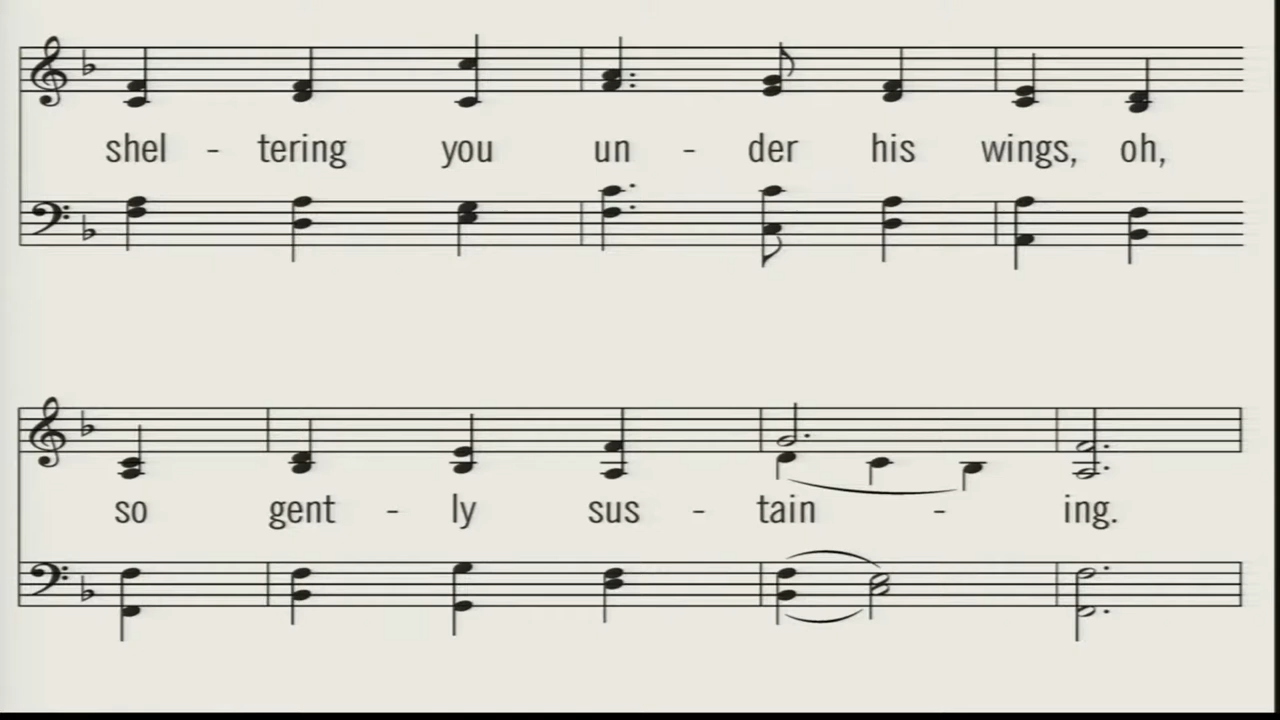 shel - tering you un - der his wings, oh,
so gent - ly sus - tain - ing.